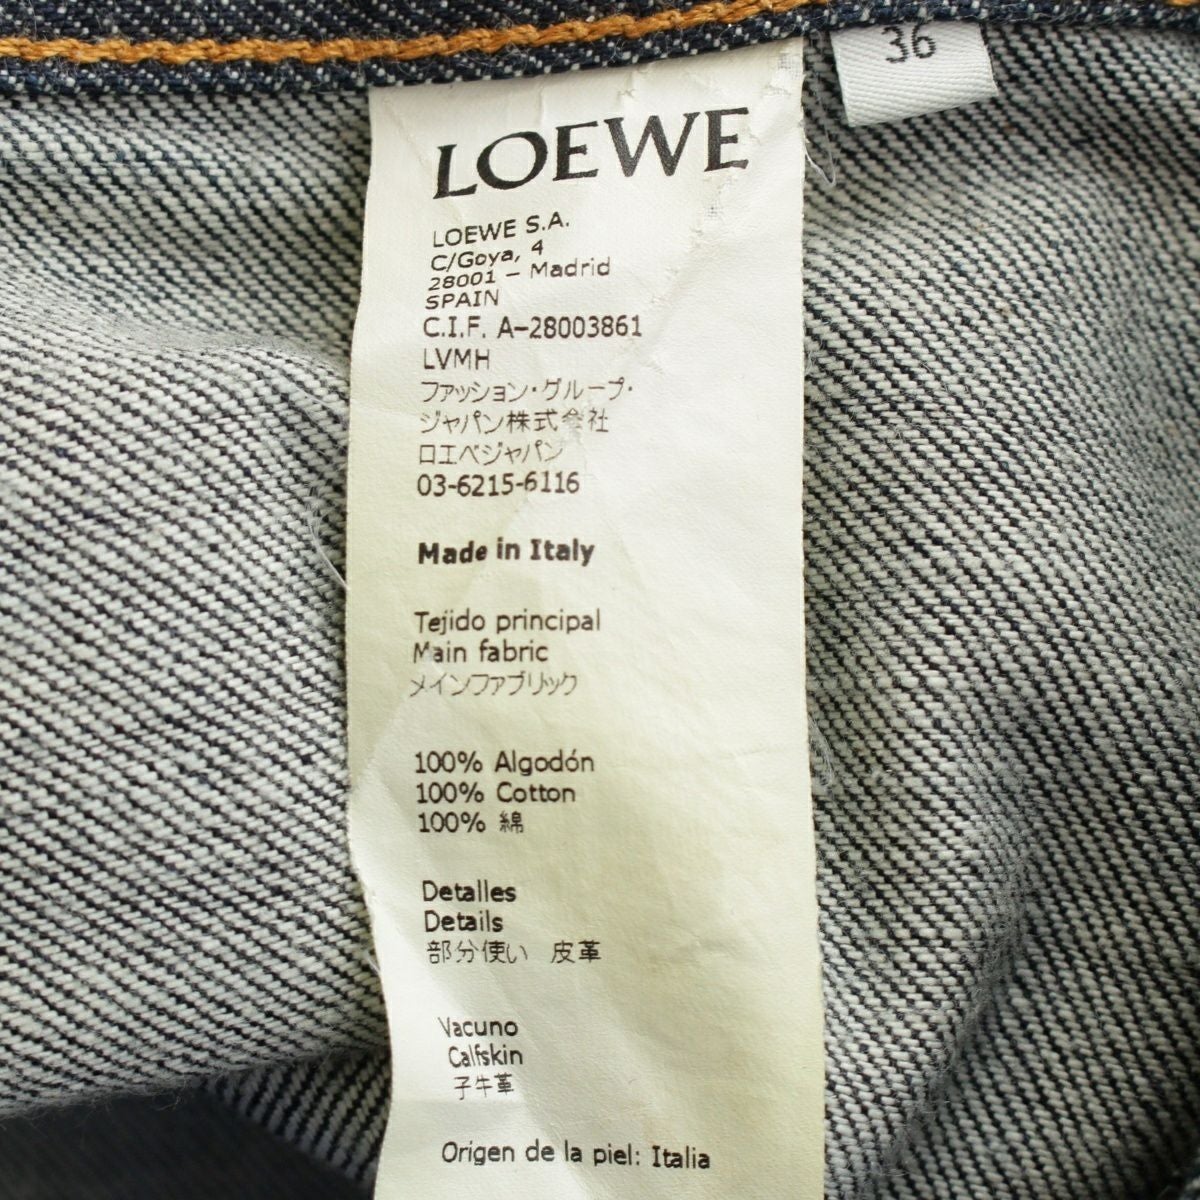 36
LOEWE
LOEWE S.A.
C/Goya, 4
28001 – Madrid
SPAIN
C.I.F. A-28003861
LVMH
ファッション・グループ・
ジャパン株式会社
ロエベジャパン
03-6215-6116
Made in Italy
Tejido principal
Main fabric
メインファブリック
100% Algodón
100% Cotton
100% 綿
Detalles
Details
部分使い 皮革
Vacuno
Calfskin
子牛革
Origen de la piel: Italia